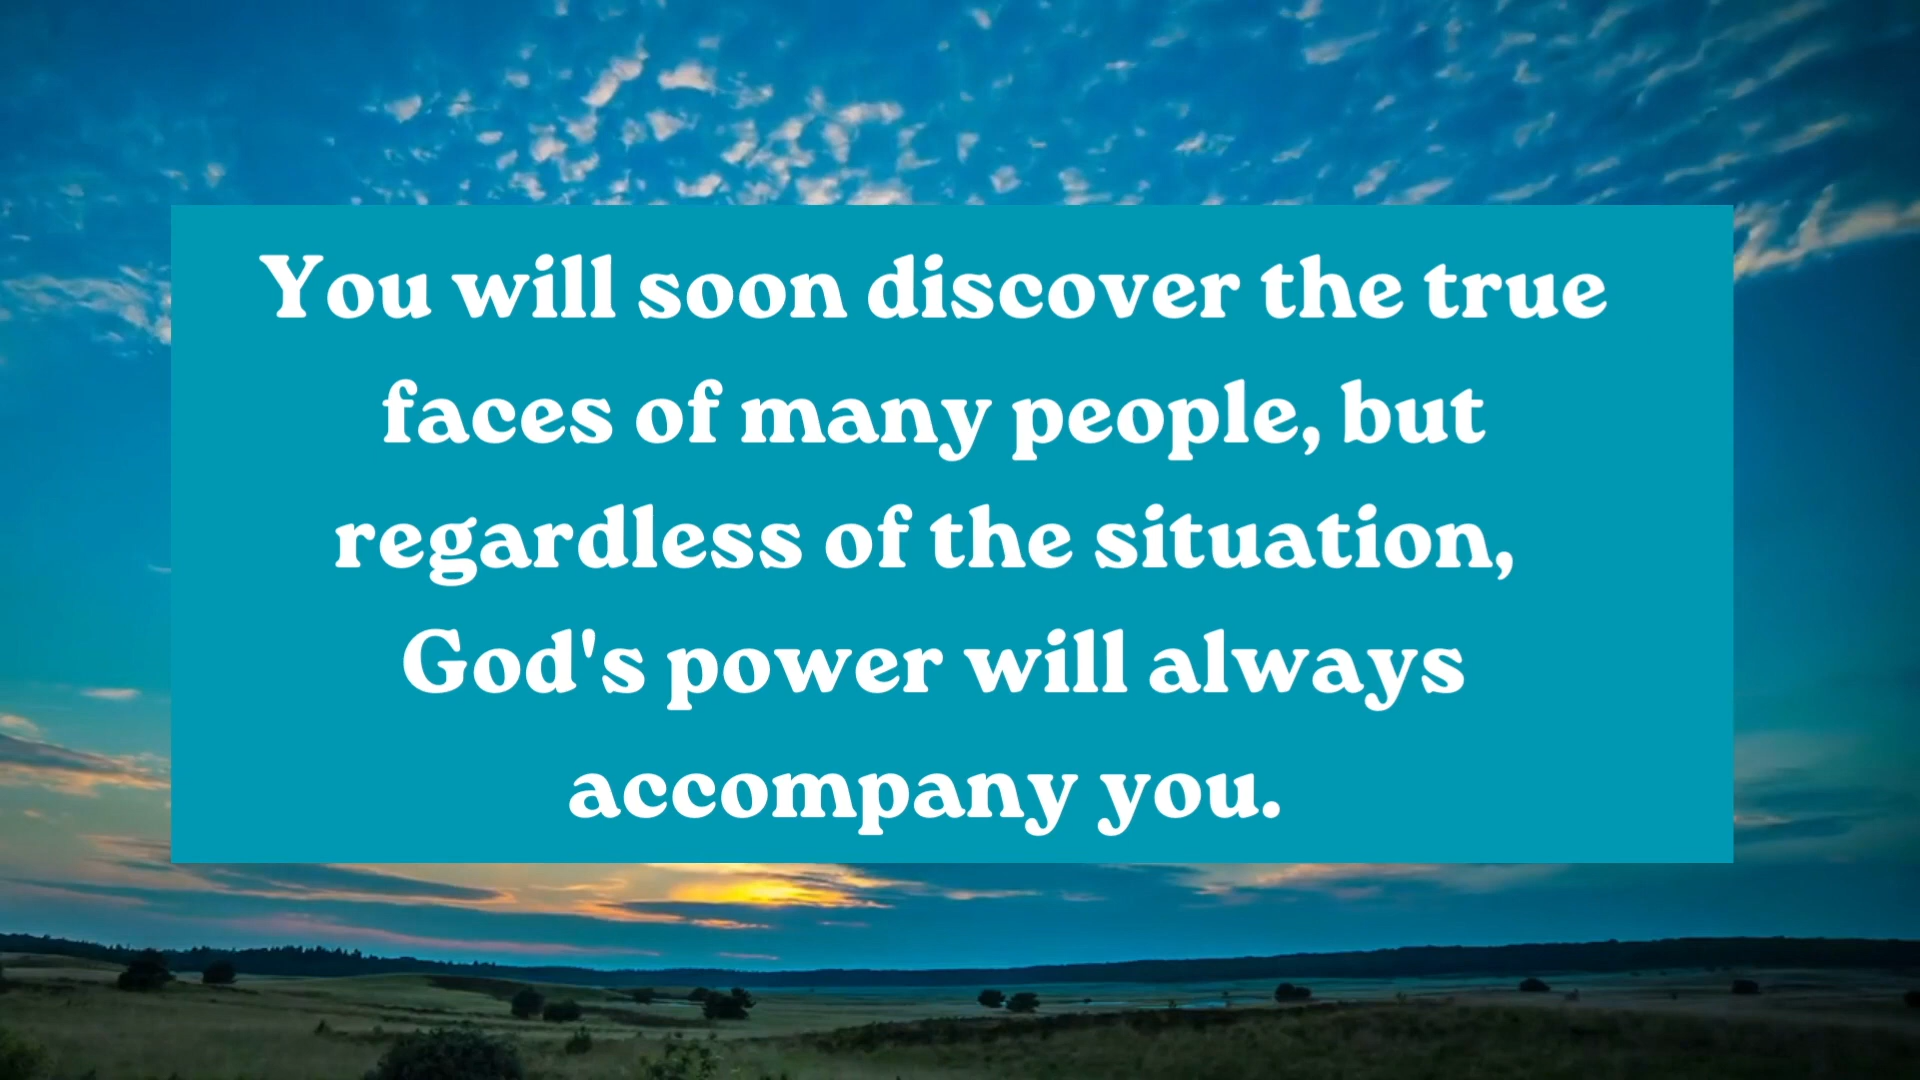 You will soon discover the true
faces of many people, but
regardless of the situation,
God's power will always
accompany you.